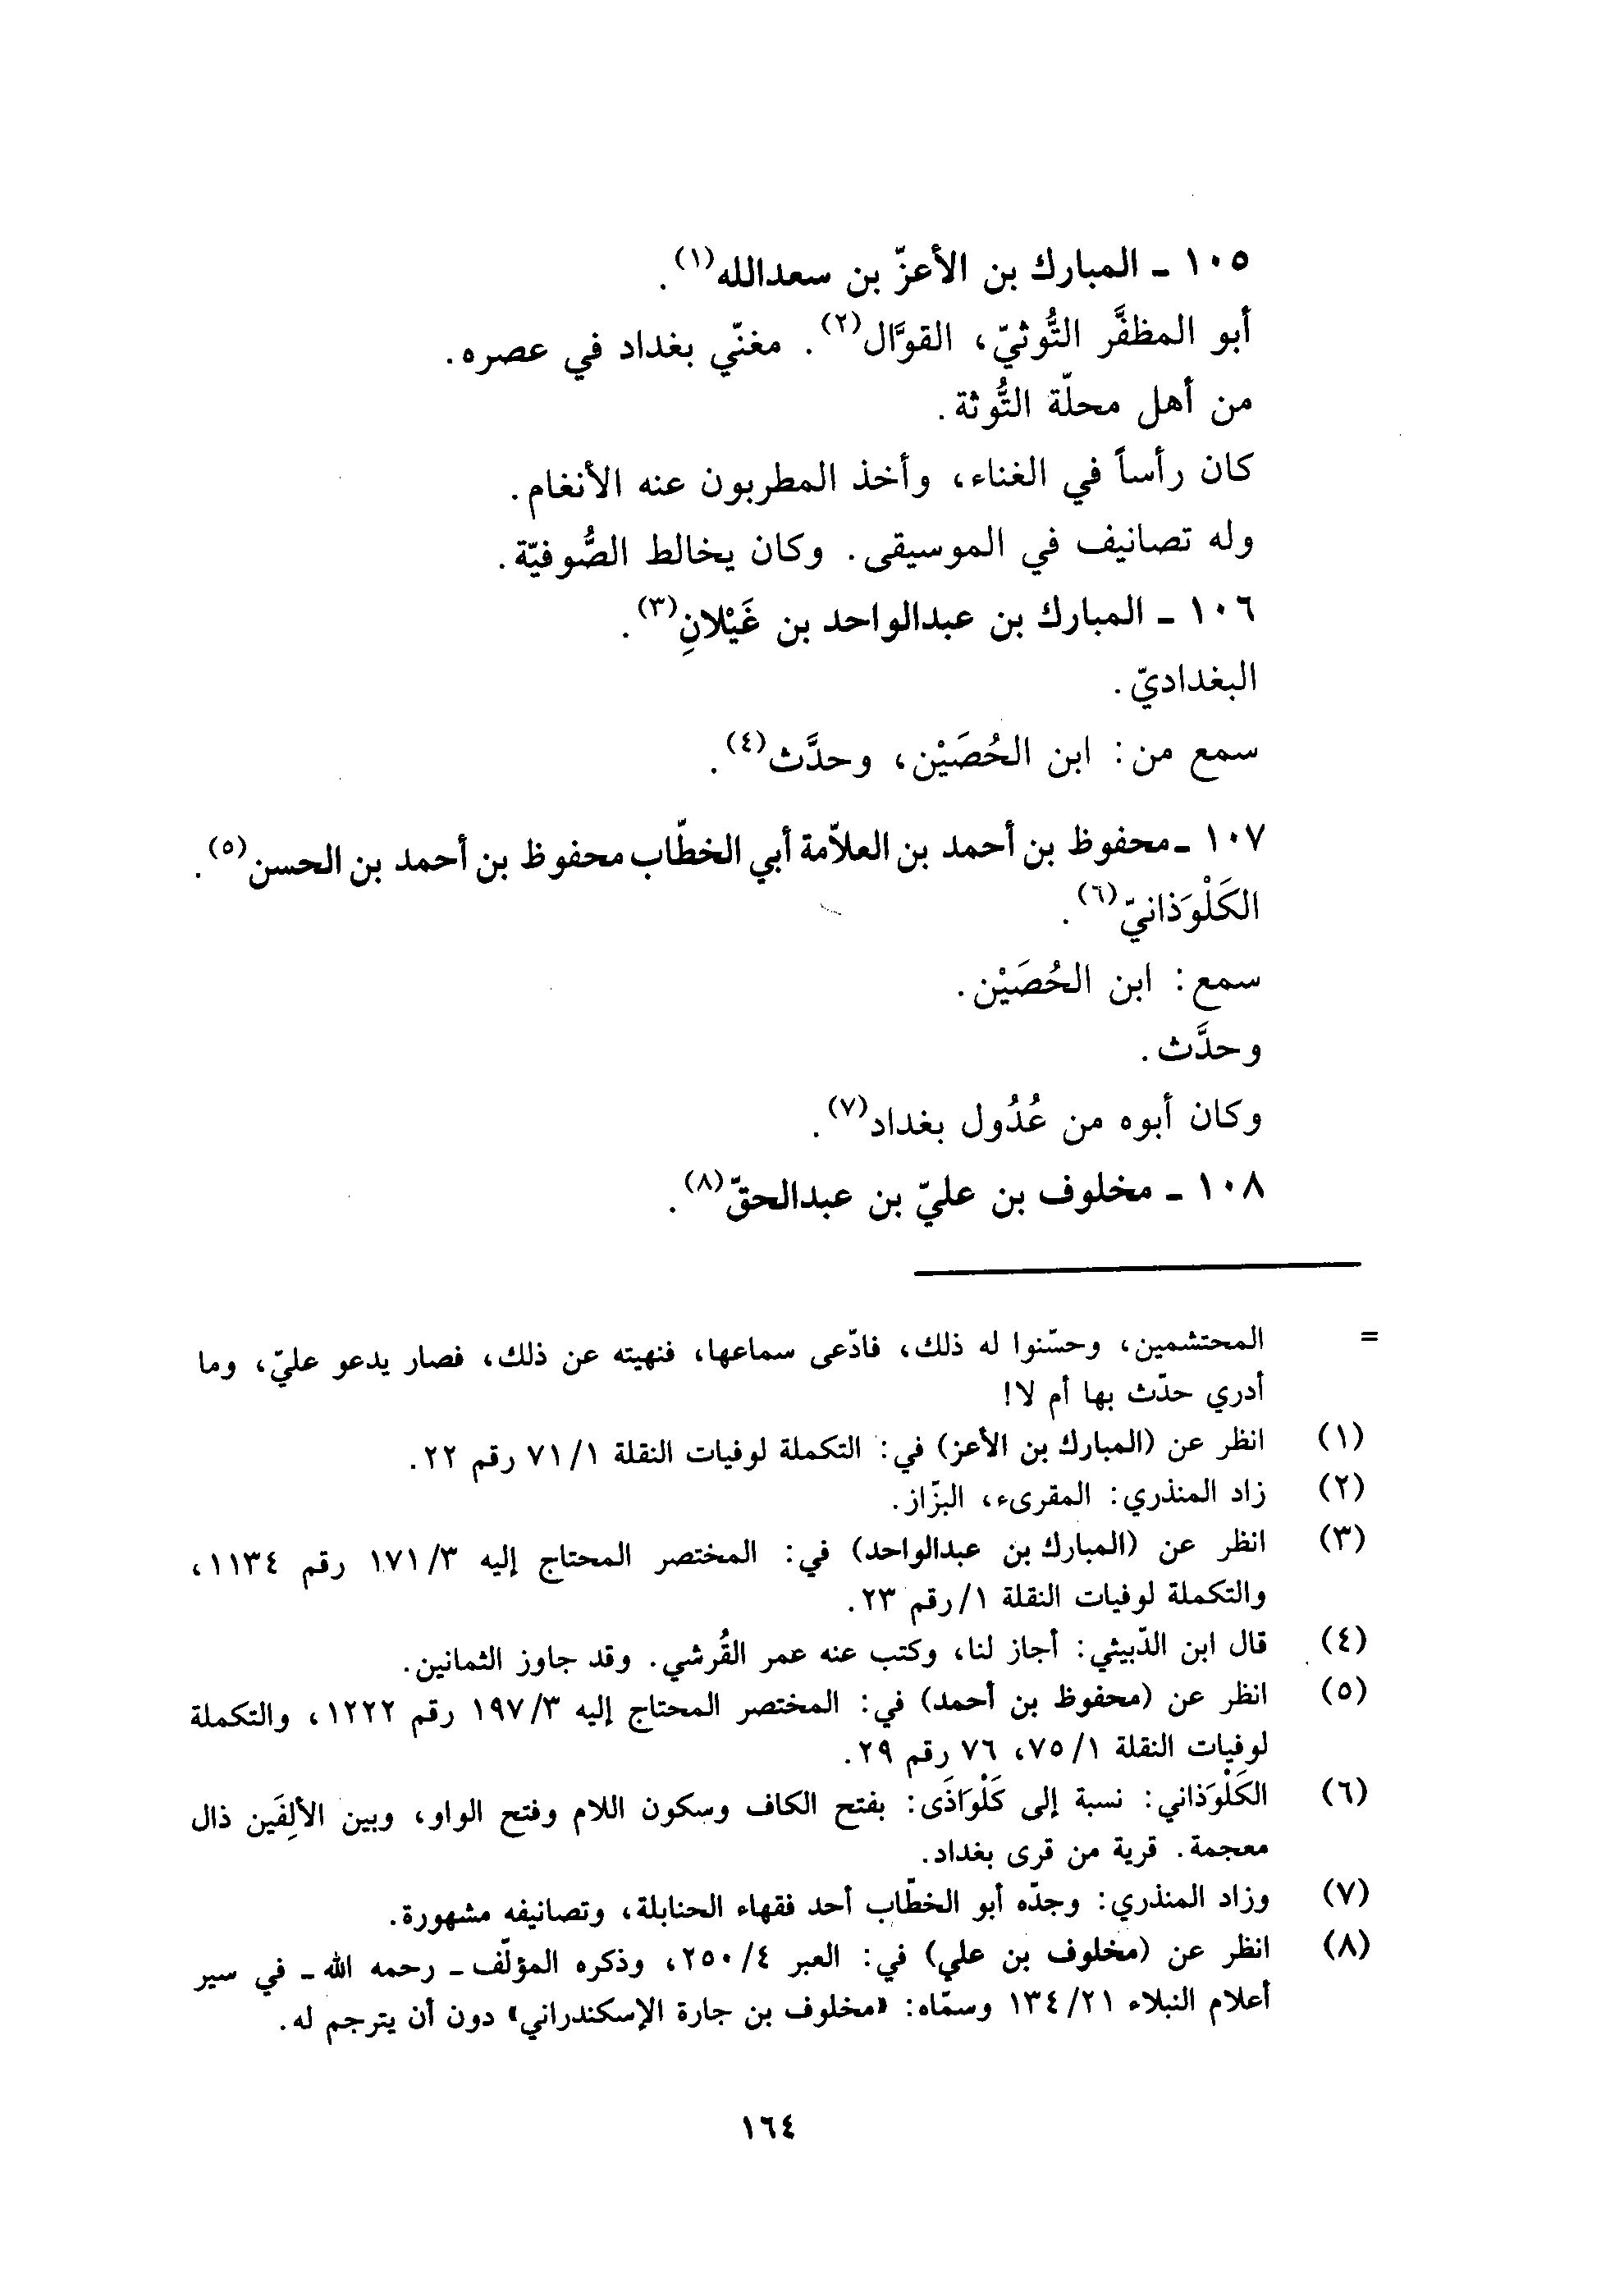 ١٠٥ ـ المبارك بن الأعزّ بن سعدالله(١).
أبو المظفَّر التُّوثيّ، القوَّال(٢). مغنّي بغداد في عصره.
من أهل محلّة التُّوثة.
كان رأساً في الغناء، وأخذ المطربون عنه الأنغام.
وله تصانيف في الموسيقى. وكان يخالط الصُّوفيّة.
١٠٦ ـ المبارك بن عبدالواحد بن غَيْلانِ(٣).
البغداديّ.
سمع من: ابن الحُصَيْن، وحدَّث(٤).
١٠٧ ـ محفوظ بن أحمد بن العلاّمة أبي الخطّاب محفوظ بن أحمد بن الحسن(٥).
الكَلْوَذانيّ(٦).
سمع: ابن الحُصَيْن.
وحدَّث.
وكان أبوه من عُدُول بغداد(٧).
١٠٨ ـ مخلوف بن عليّ بن عبدالحقّ(٨).
= المحتشمين، وحسّنوا له ذلك، فادّعى سماعها، فنهيته عن ذلك، فصار يدعو عليّ، وما
أدري حدّث بها أم لا!
(١) انظر عن (المبارك بن الأعز) في: التكملة لوفيات النقلة ٧١/١ رقم ٢٢.
(٢) زاد المنذري: المقرىء، البزّاز.
(٣) انظر عن (المبارك بن عبدالواحد) في: المختصر المحتاج إليه ١٧١/٣ رقم ١١٣٤،
والتكملة لوفيات النقلة ١/رقم ٢٣.
(٤) قال ابن الدّبيثي: أجاز لنا، وكتب عنه عمر القُرشي. وقد جاوز الثمانين.
(٥) انظر عن (محفوظ بن أحمد) في: المختصر المحتاج إليه ١٩٧/٣ رقم ١٢٢٢، والتكملة
لوفيات النقلة ٧٥/١، ٧٦ رقم ٢٩.
(٦) الكَلْوَذاني: نسبة إلى كَلْوَاذَى: بفتح الكاف وسكون اللام وفتح الواو، وبين الألِفَين ذال
معجمة. قرية من قرى بغداد.
(٧) وزاد المنذري: وجدّه أبو الخطّاب أحد فقهاء الحنابلة، وتصانيفه مشهورة.
(٨) انظر عن (مخلوف بن علي) في: العبر ٢٥٠/٤، وذكره المؤلّف ـ رحمه الله ـ في سير
أعلام النبلاء ١٣٤/٢١ وسمّاه: «مخلوف بن جارة الإسكندراني» دون أن يترجم له.
١٦٤